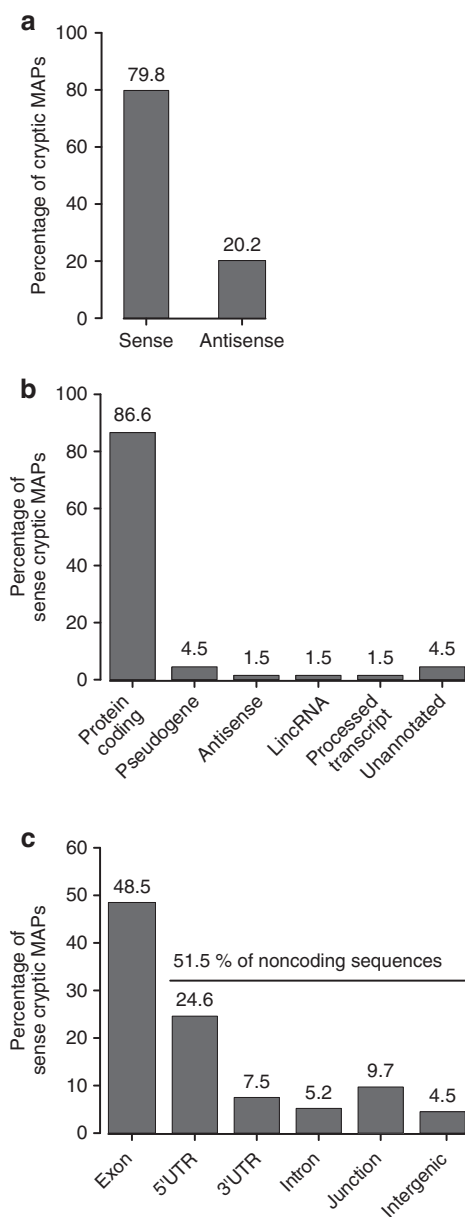 a
Percentage of cryptic MAPs
100
80
60
40
20
0
79.8
20.2
Sense
Antisense
b
Percentage of
sense cryptic MAPs
100
80
60
40
20
0
86.6
4.5
1.5
1.5
1.5
4.5
Protein
coding
Pseudogene
Antisense
LincRNA
Processed
transcript
Unannotated
c
Percentage of
sense cryptic MAPs
60
50
40
30
20
10
0
48.5
51.5 % of noncoding sequences
24.6
7.5
5.2
9.7
4.5
Exon
5'UTR
3'UTR
Intron
Junction
Intergenic